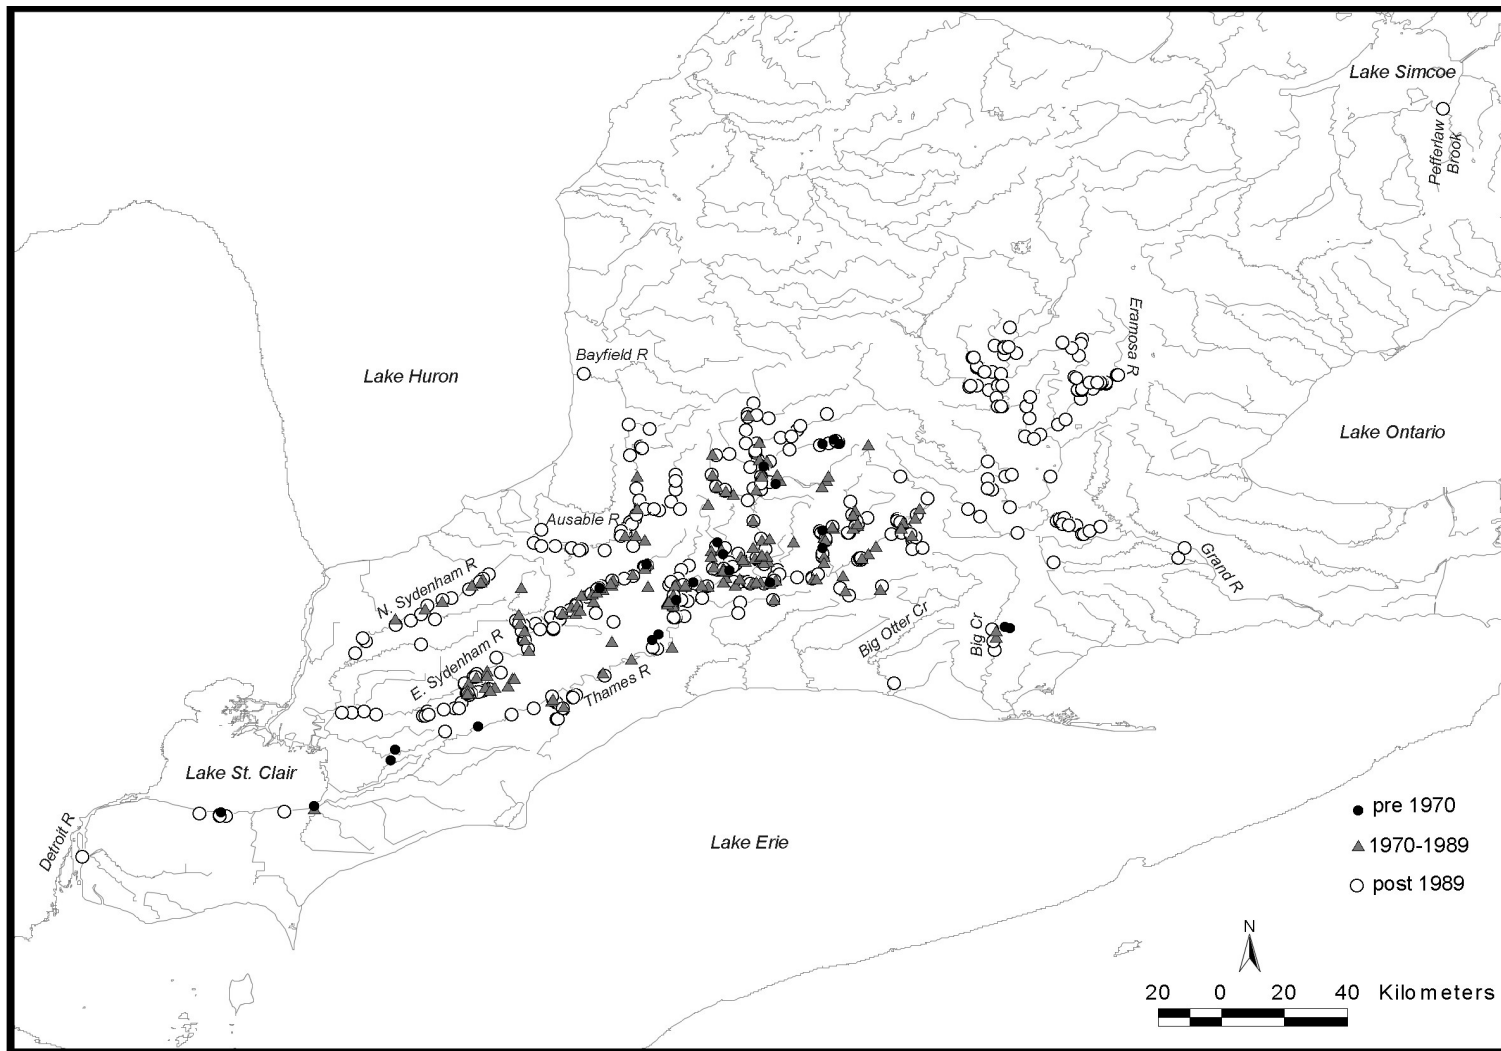 Lake Simcoe
Pefferlaw
Brook
Eramosa R
Bayfield R
Lake Huron
Lake Ontario
Ausable R
Grand R
N. Sydenham R
Big Otter Cr
Big Cr
E. Sydenham R
Thames R
Lake St. Clair
Detroit R
Lake Erie
pre 1970
1970-1989
post 1989
N
20 0 20 40 Kilometers